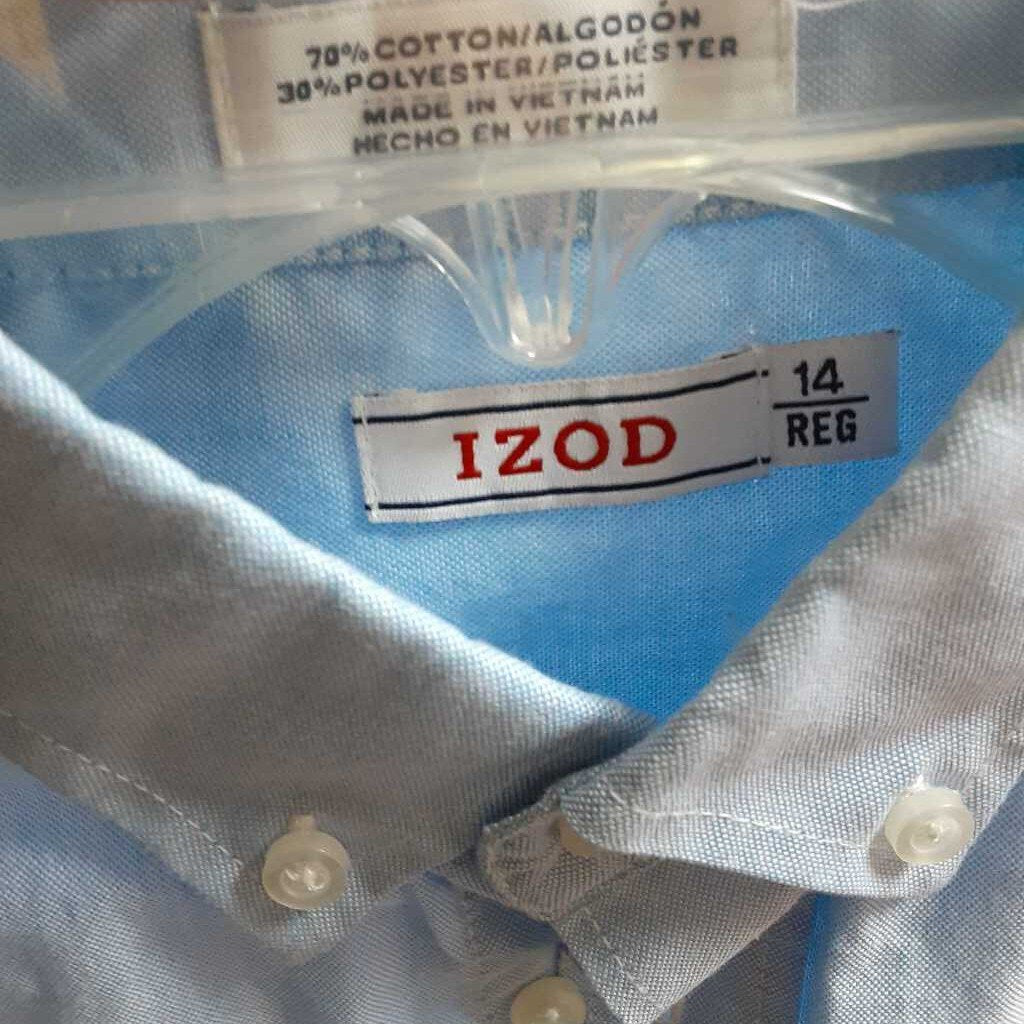 70% COTTON/ALGODÓN
30% POLYESTER/POLIÉSTER
MADE IN VIETNAM
HECHO EN VIETNAM
IZOD
14
REG